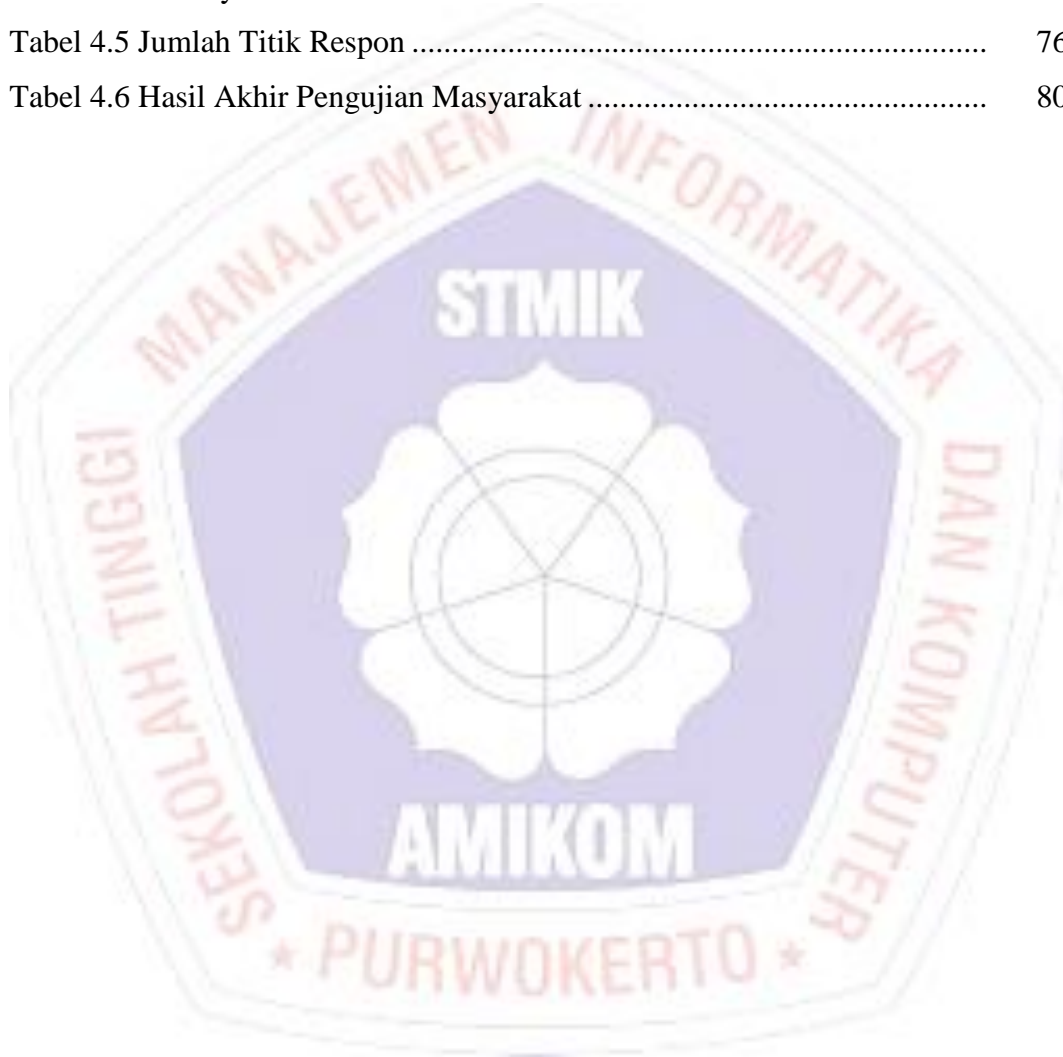 Tabel 4.5 Jumlah Titik Respon ........................................................................ 76
Tabel 4.6 Hasil Akhir Pengujian Masyarakat .................................................. 80
SEKOLAH TINGGI MANAJEMEN INFORMATIKA DAN KOMPUTER
STMIK
AMIKOM
* PURWOKERTO *